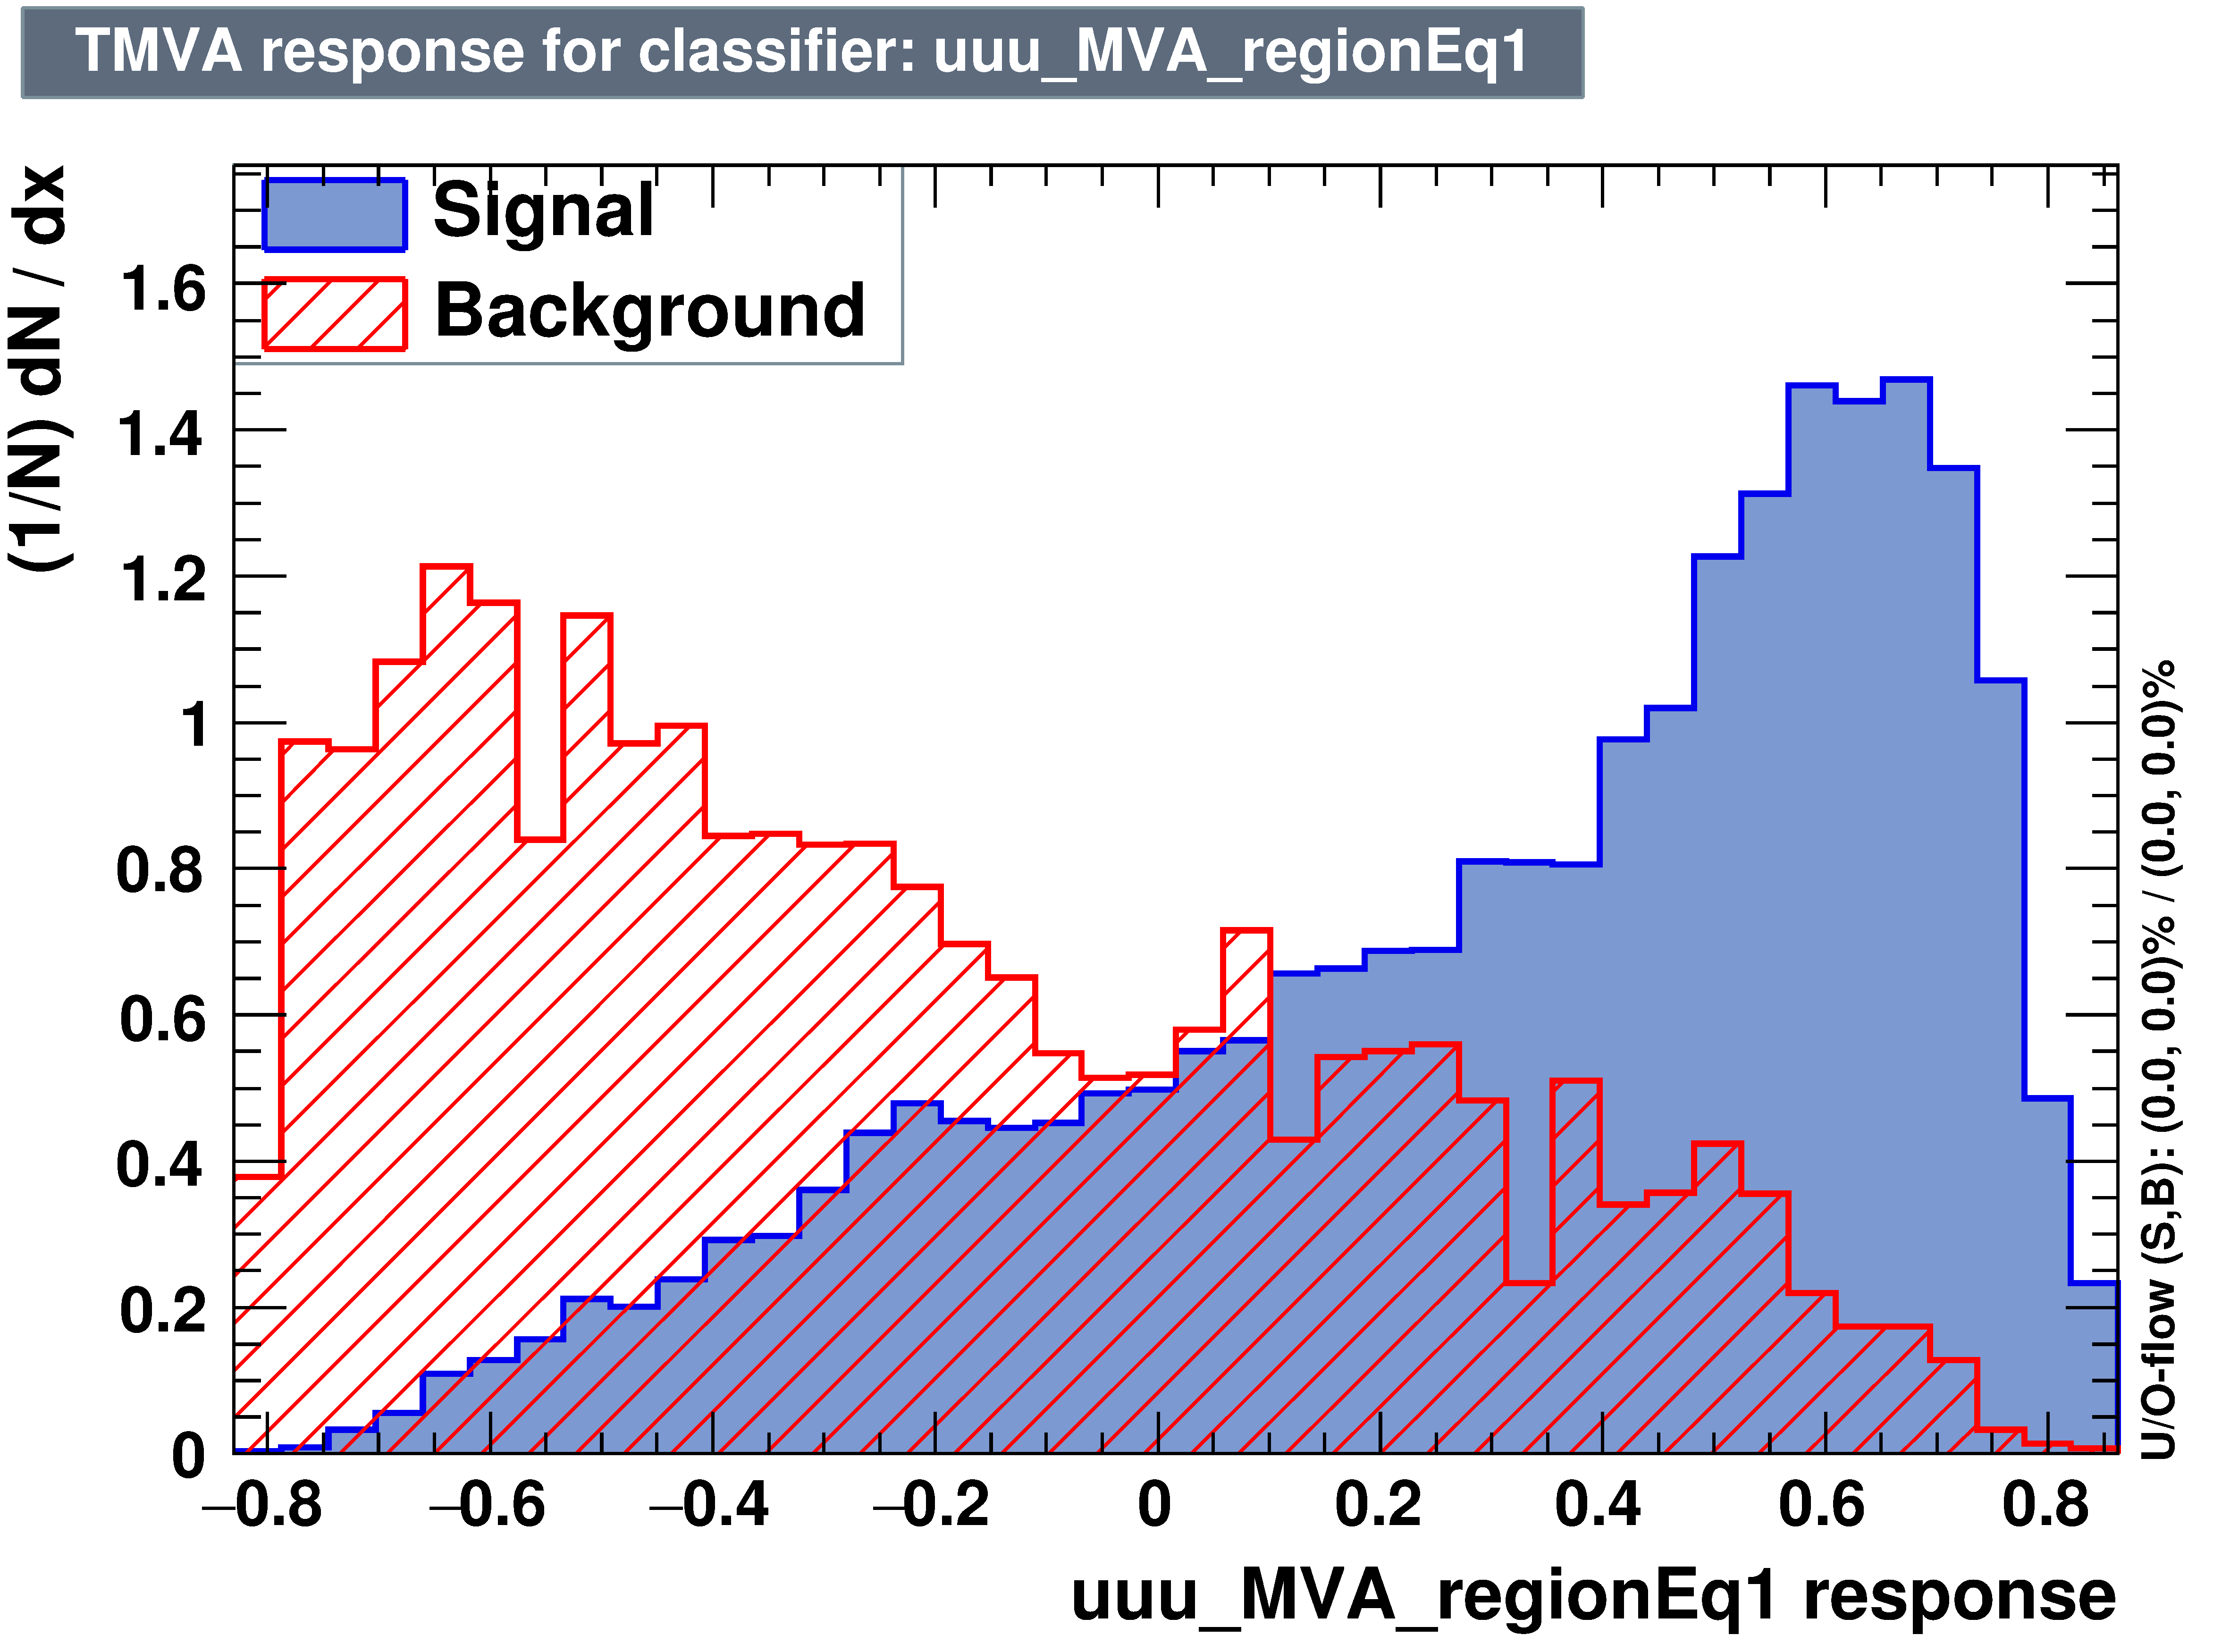 TMVA response for classifier: uuu_MVA_regionEq1
(1/N) dN / dx
Signal
Background
1.6
1.4
1.2
1
0.8
0.6
0.4
0.2
0
−0.8 −0.6 −0.4 −0.2 0 0.2 0.4 0.6 0.8
uuu_MVA_regionEq1 response
U/O-flow (S,B): (0.0, 0.0)% / (0.0, 0.0)%